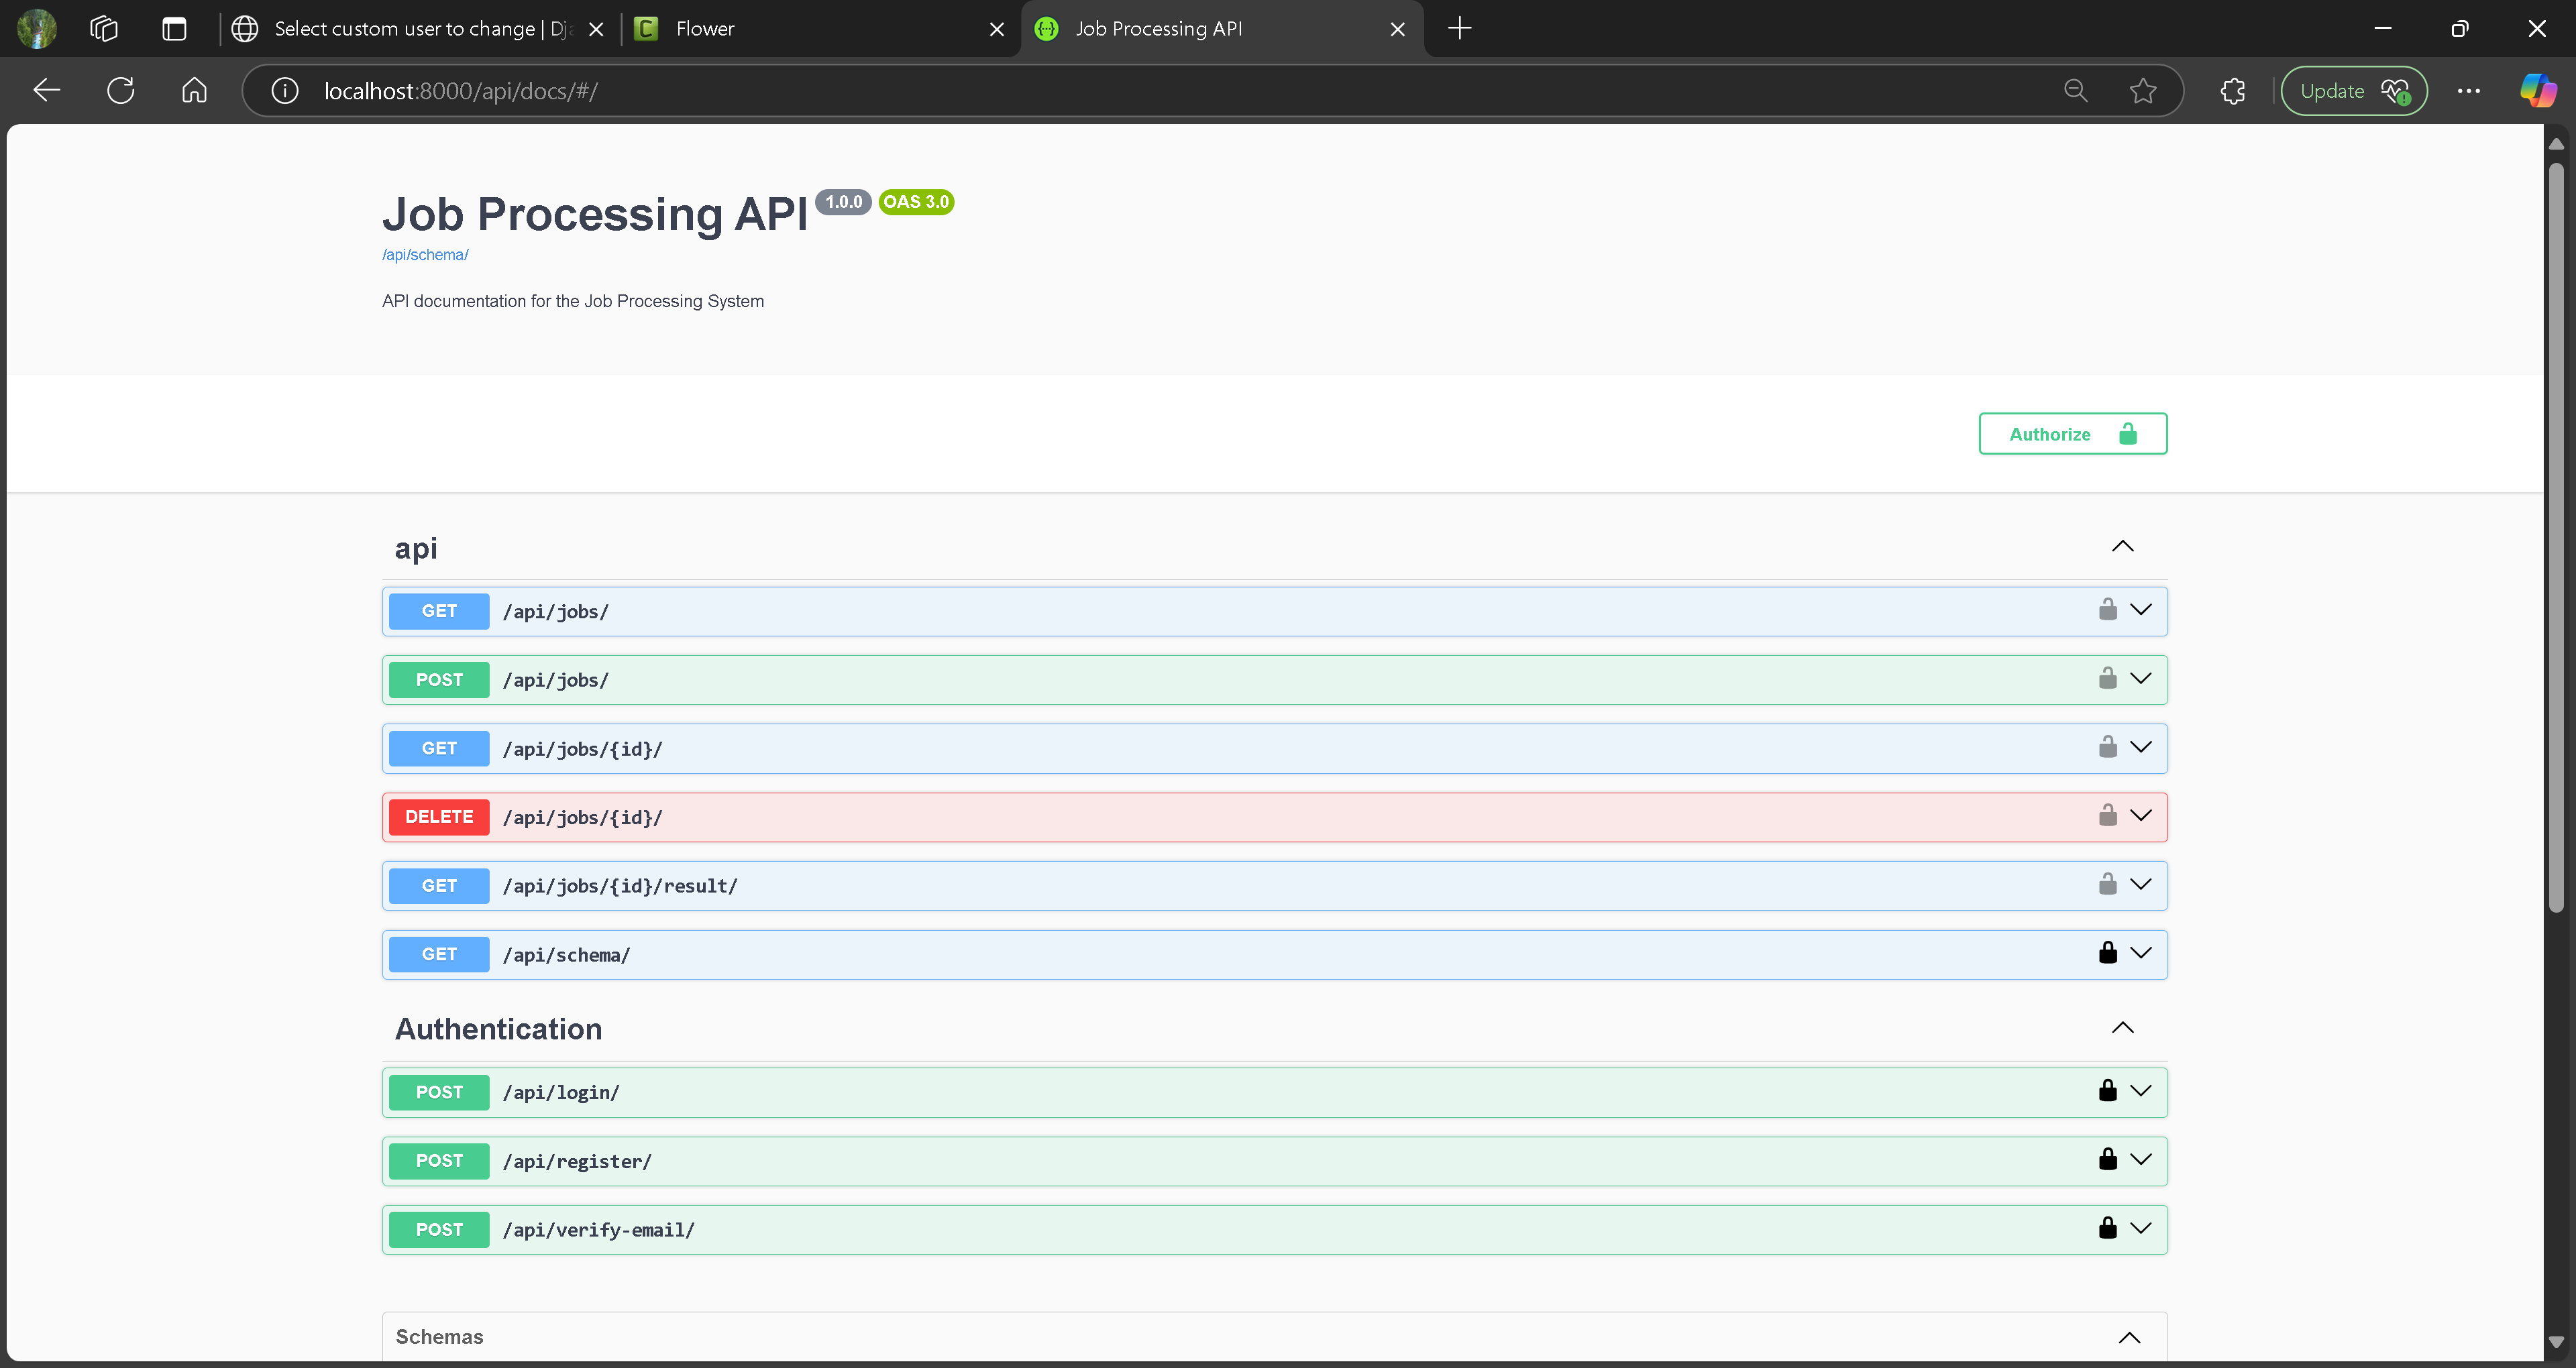 Select custom user to change | Dja
Flower
Job Processing API
localhost:8000/api/docs/#/
Update
Job Processing API 1.0.0 OAS 3.0
/api/schema/
API documentation for the Job Processing System
Authorize
api
GET /api/jobs/
POST /api/jobs/
GET /api/jobs/{id}/
DELETE /api/jobs/{id}/
GET /api/jobs/{id}/result/
GET /api/schema/
Authentication
POST /api/login/
POST /api/register/
POST /api/verify-email/
Schemas